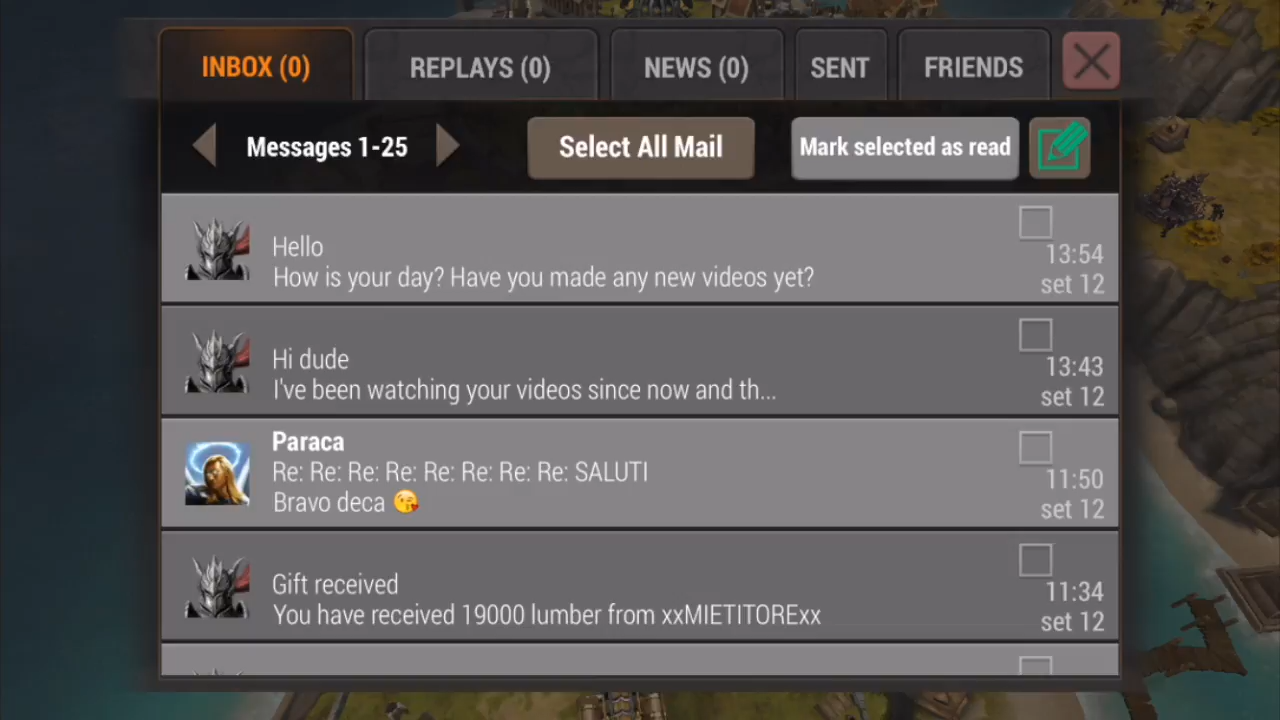 INBOX (0)
REPLAYS (0)
NEWS (0)
SENT
FRIENDS
Messages 1-25
Select All Mail
Mark selected as read
Hello
How is your day? Have you made any new videos yet?
13:54
set 12
Hi dude
I've been watching your videos since now and th...
13:43
set 12
Paraca
Re: Re: Re: Re: Re: Re: Re: Re: SALUTI
Bravo deca 😘
11:50
set 12
Gift received
You have received 19000 lumber from xxMIETITORExx
11:34
set 12